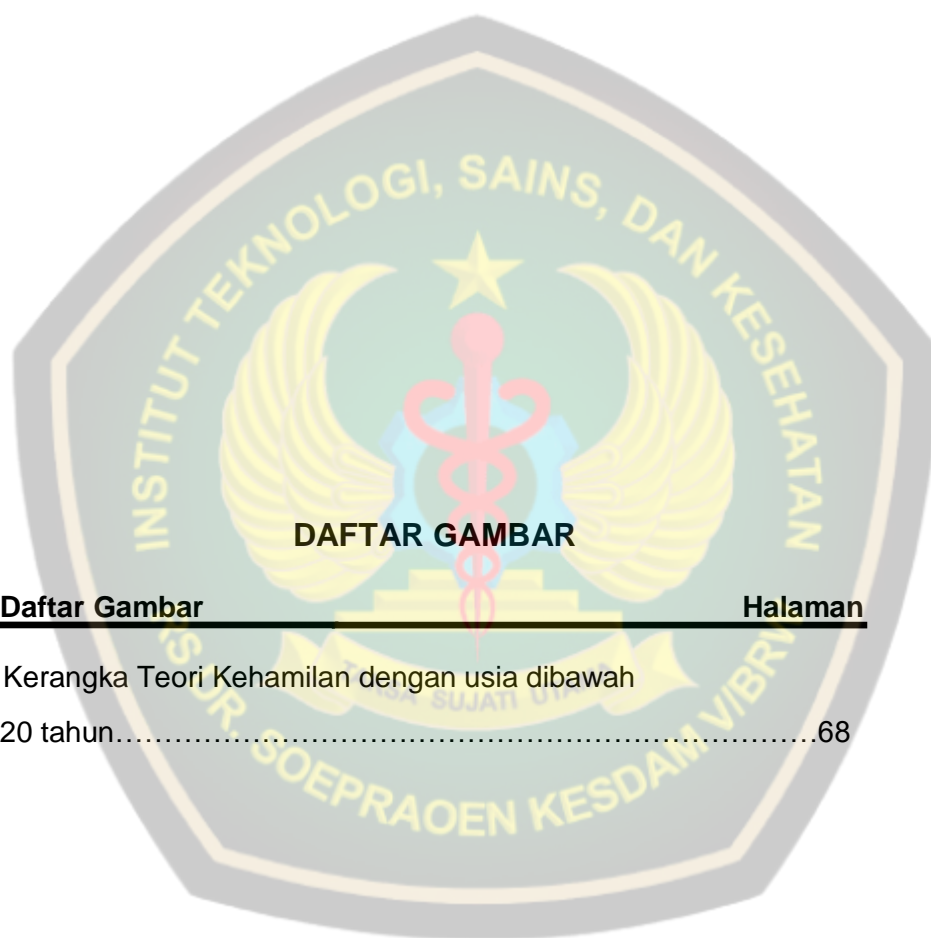 INSTITUT TEKNOLOGI, SAINS, DAN KESEHATAN
DAFTAR GAMBAR
Daftar Gambar Halaman
Kerangka Teori Kehamilan dengan usia dibawah
SUJATI
20 tahun……………………………………………………………….68
RS DR. SOEPRAOEN KESDAM V/BRW